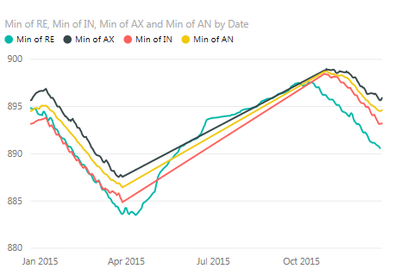 Min of RE, Min of IN, Min of AX and Min of AN by Date
Min of RE Min of AX Min of IN Min of AN
900
895
890
885
880
Jan 2015 Apr 2015 Jul 2015 Oct 2015